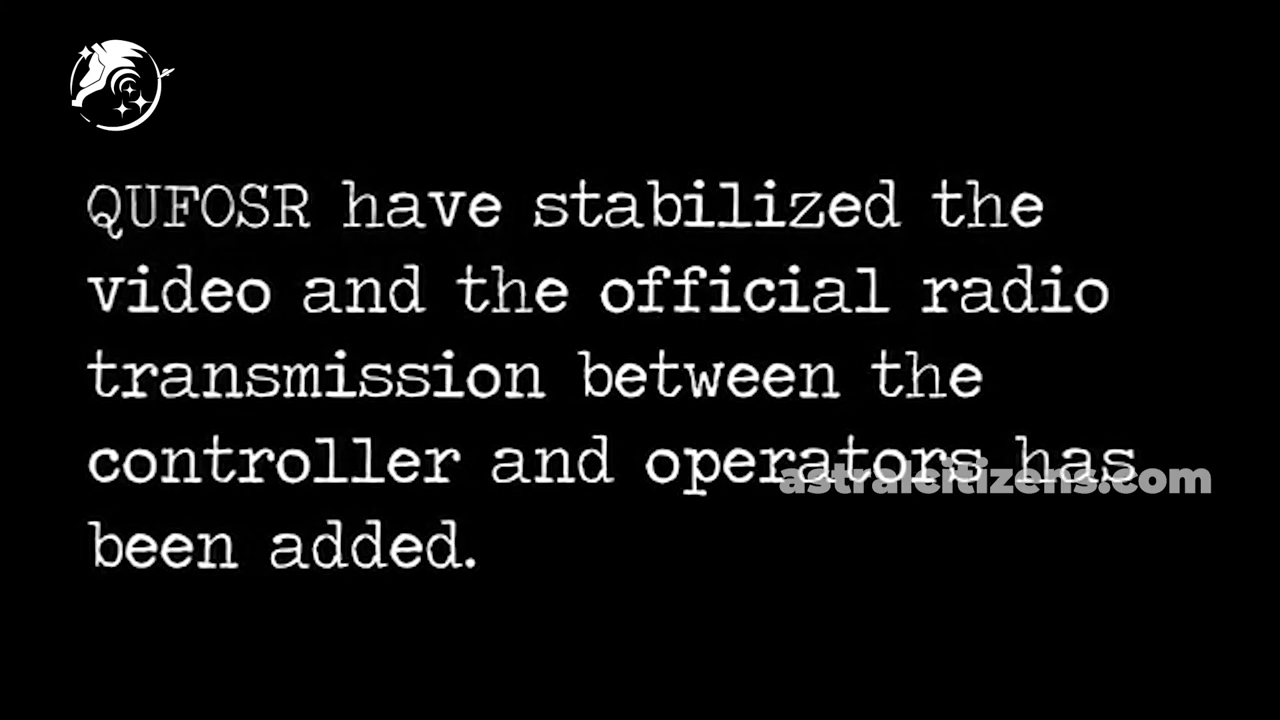 QUFOSR have stabilized the
video and the official radio
transmission between the
controller and operators has
astralcitizens.com
been added.